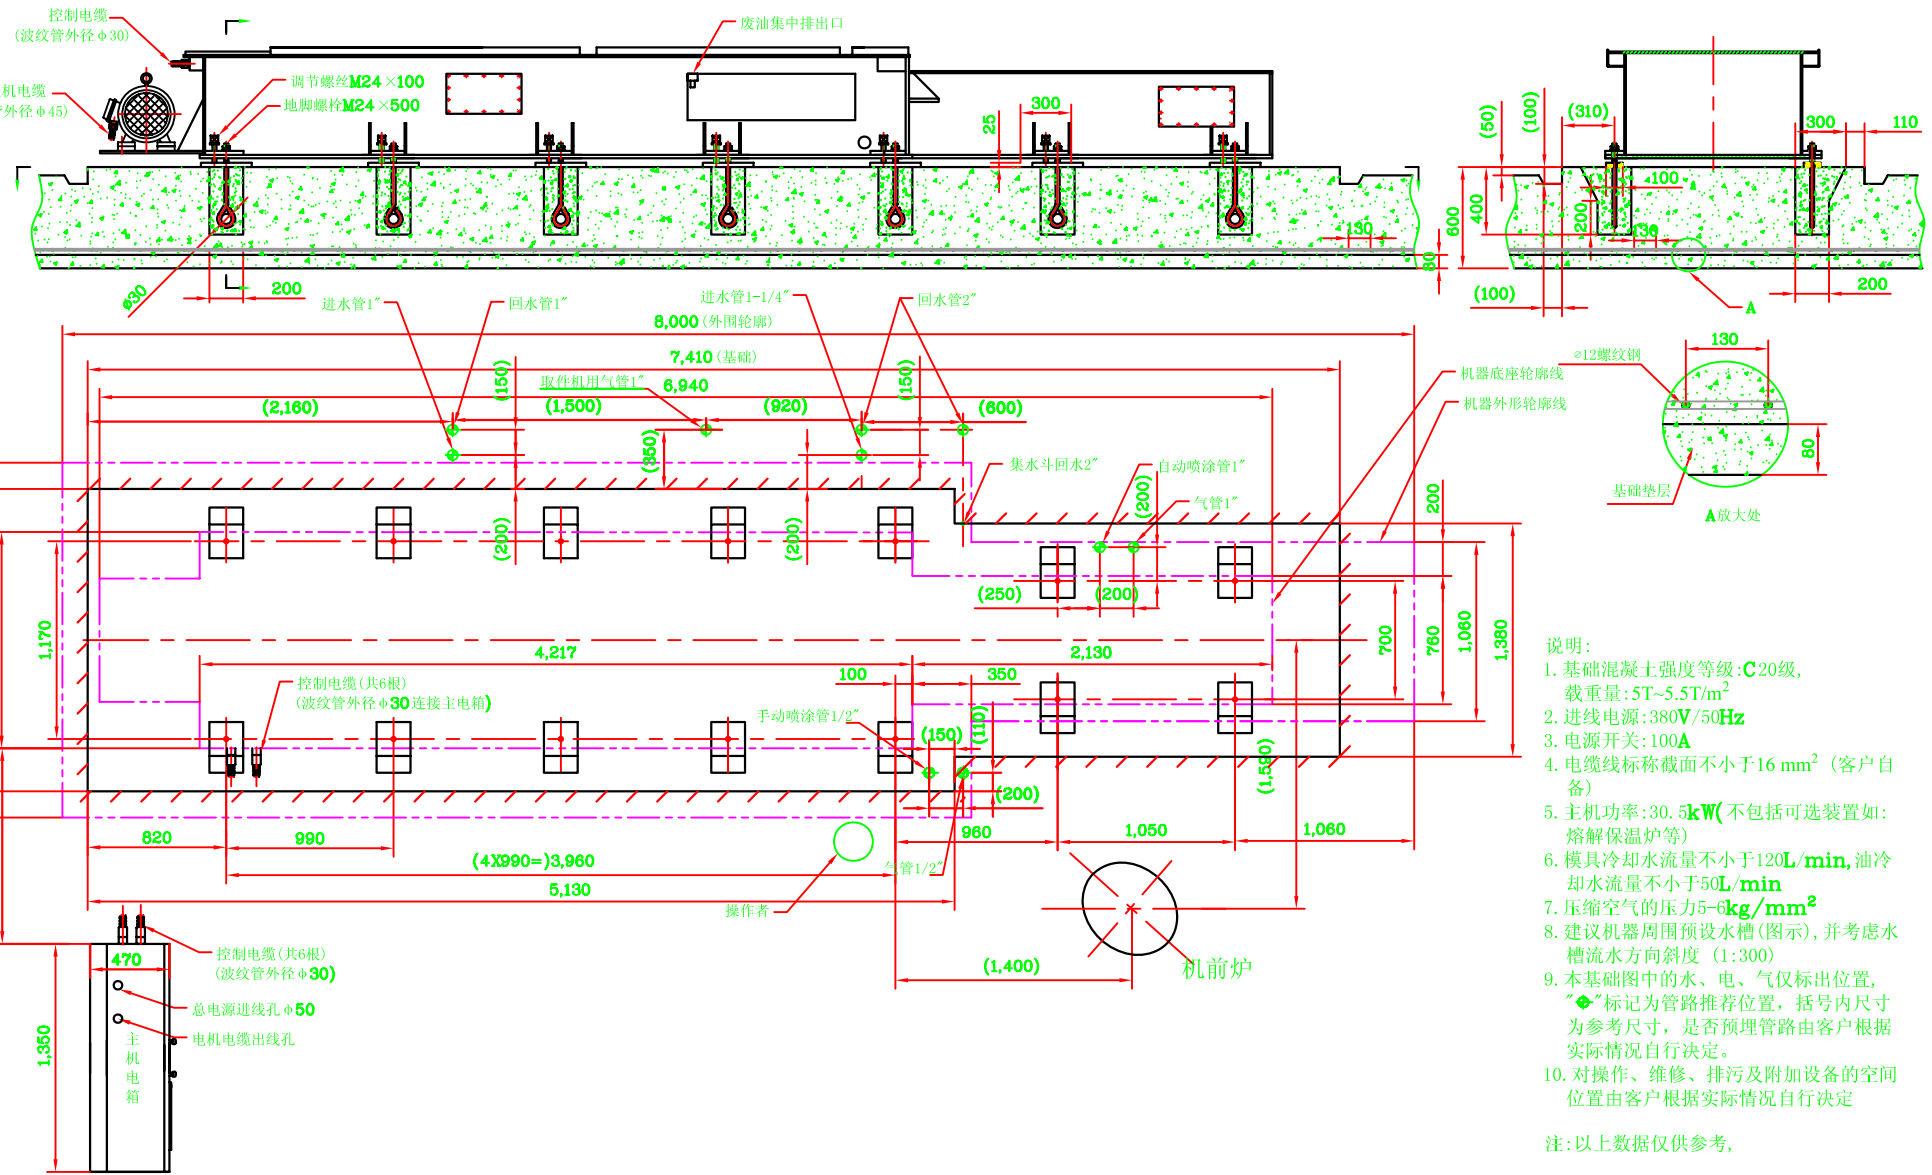 控制电缆
(波纹管外径φ30)
机电缆
管外径φ45)
调节螺丝M24×100
地脚螺栓M24×500
废油集中排出口
25
300
130
80
600
ø30
200
(50)
(100)
(310)
300
110
100
400
200
130
(100)
200
A
进水管1"
回水管1"
进水管1-1/4"
回水管2"
8,000(外围轮廓)
7,410(基础)
取件机用气管1"
6,940
(150)
(150)
(2,160)
(1,500)
(920)
(600)
(350)
机器底座轮廓线
机器外形轮廓线
∅12螺纹钢
130
80
基础垫层
A放大处
集水斗回水2"
自动喷涂管1"
气管1"
(200)
(200)
(200)
200
(250)
(200)
1,170
700
760
1,060
1,380
4,217
2,130
100
350
控制电缆(共6根)
(波纹管外径φ30连接主电箱)
手动喷涂管1/2"
(150)
(110)
(1,590)
(200)
820
990
960
1,050
1,060
(4X990=)3,960
气管1/2"
5,130
操作者
(1,400)
机前炉
控制电缆(共6根)
(波纹管外径φ30)
470
总电源进线孔φ50
电机电缆出线孔
1,350
主
机
电
箱
说明:
1. 基础混凝土强度等级:C20级,
载重量:5T~5.5T/m²
2. 进线电源:380V/50Hz
3. 电源开关:100A
4. 电缆线标称截面不小于16 mm² (客户自
备)
5. 主机功率:30.5kW(不包括可选装置如:
熔解保温炉等)
6. 模具冷却水流量不小于120L/min,油冷
却水流量不小于50L/min
7. 压缩空气的压力5-6kg/mm²
8. 建议机器周围预设水槽(图示),并考虑水
槽流水方向斜度 (1:300)
9. 本基础图中的水、电、气仅标出位置,
"⊕"标记为管路推荐位置, 括号内尺寸
为参考尺寸, 是否预埋管路由客户根据
实际情况自行决定。
10. 对操作、维修、排污及附加设备的空间
位置由客户根据实际情况自行决定
注:以上数据仅供参考,